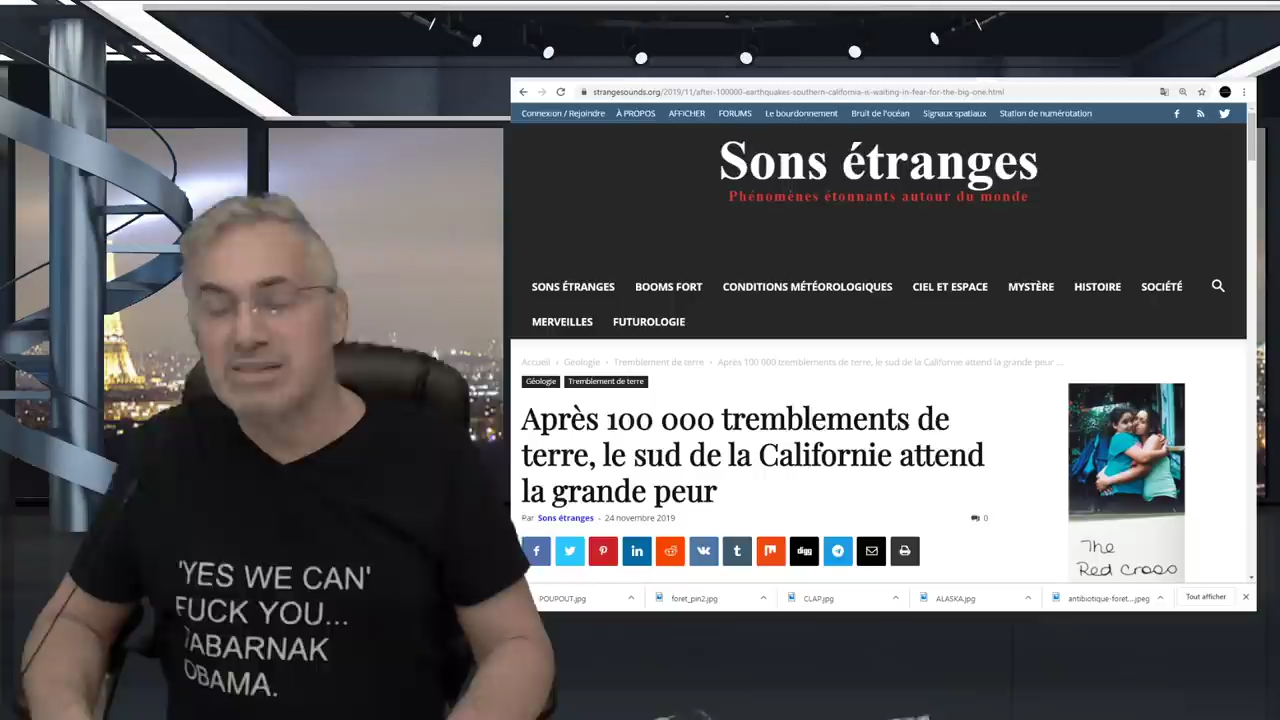 strangesounds.org/2019/11/after-100000-earthquakes-southern-california-is-waiting-in-fear-for-the-big-one.html
Connexion / Rejoindre À PROPOS AFFICHER FORUMS Le bourdonnement Bruit de l'océan Signaux spatiaux Station de numérotation
Sons étranges
Phénomènes étonnants autour du monde
SONS ÉTRANGES BOOMS FORT CONDITIONS MÉTÉOROLOGIQUES CIEL ET ESPACE MYSTÈRE HISTOIRE SOCIÉTÉ
MERVEILLES FUTUROLOGIE
Accueil › Géologie › Tremblement de terre › Après 100 000 tremblements de terre, le sud de la Californie attend la grande peur ...
Géologie Tremblement de terre
Après 100 000 tremblements de
terre, le sud de la Californie attend
la grande peur
Par Sons étranges - 24 novembre 2019 0
digg
The
Red Cross
POUPOUT.jpg foret_pin2.jpg CLAP.jpg ALASKA.jpg antibiotique-foret....jpeg Tout afficher
'YES WE CAN'
FUCK YOU...
TABARNAK
OBAMA.